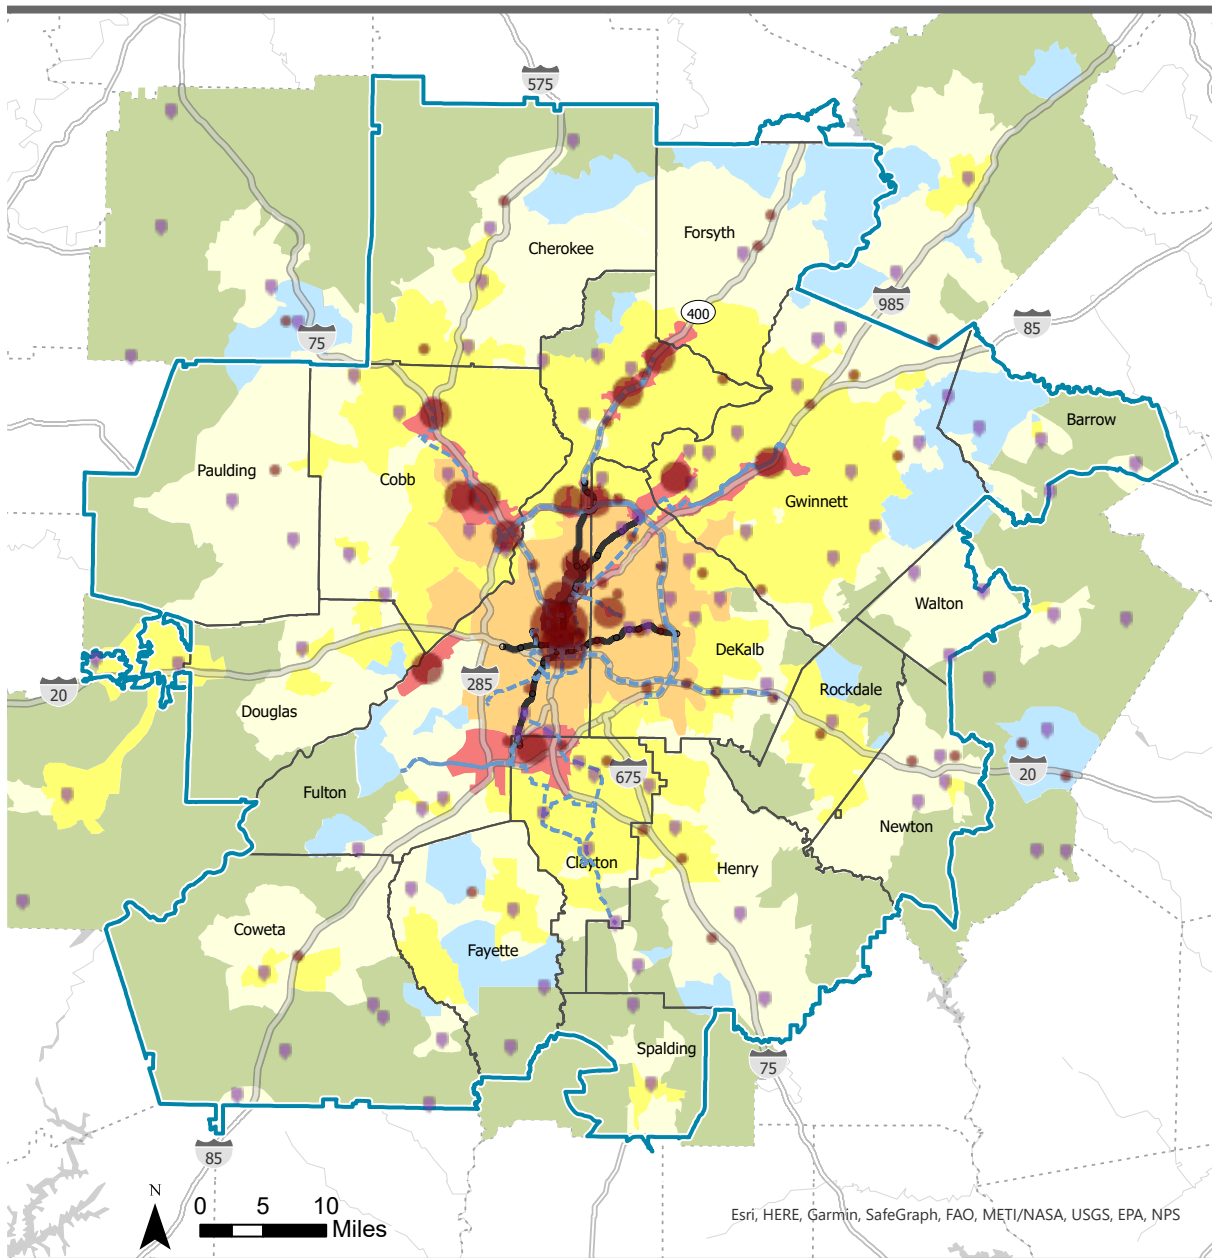 575
Cherokee
Forsyth
400
985
85
75
Barrow
Paulding
Cobb
Gwinnett
Walton
DeKalb
Rockdale
20
285
Douglas
Fulton
675
20
Newton
Clayton
Henry
Coweta
Fayette
Spalding
75
85
N
0 5 10
Miles
Esri, HERE, Garmin, SafeGraph, FAO, METI/NASA, USGS, EPA, NPS